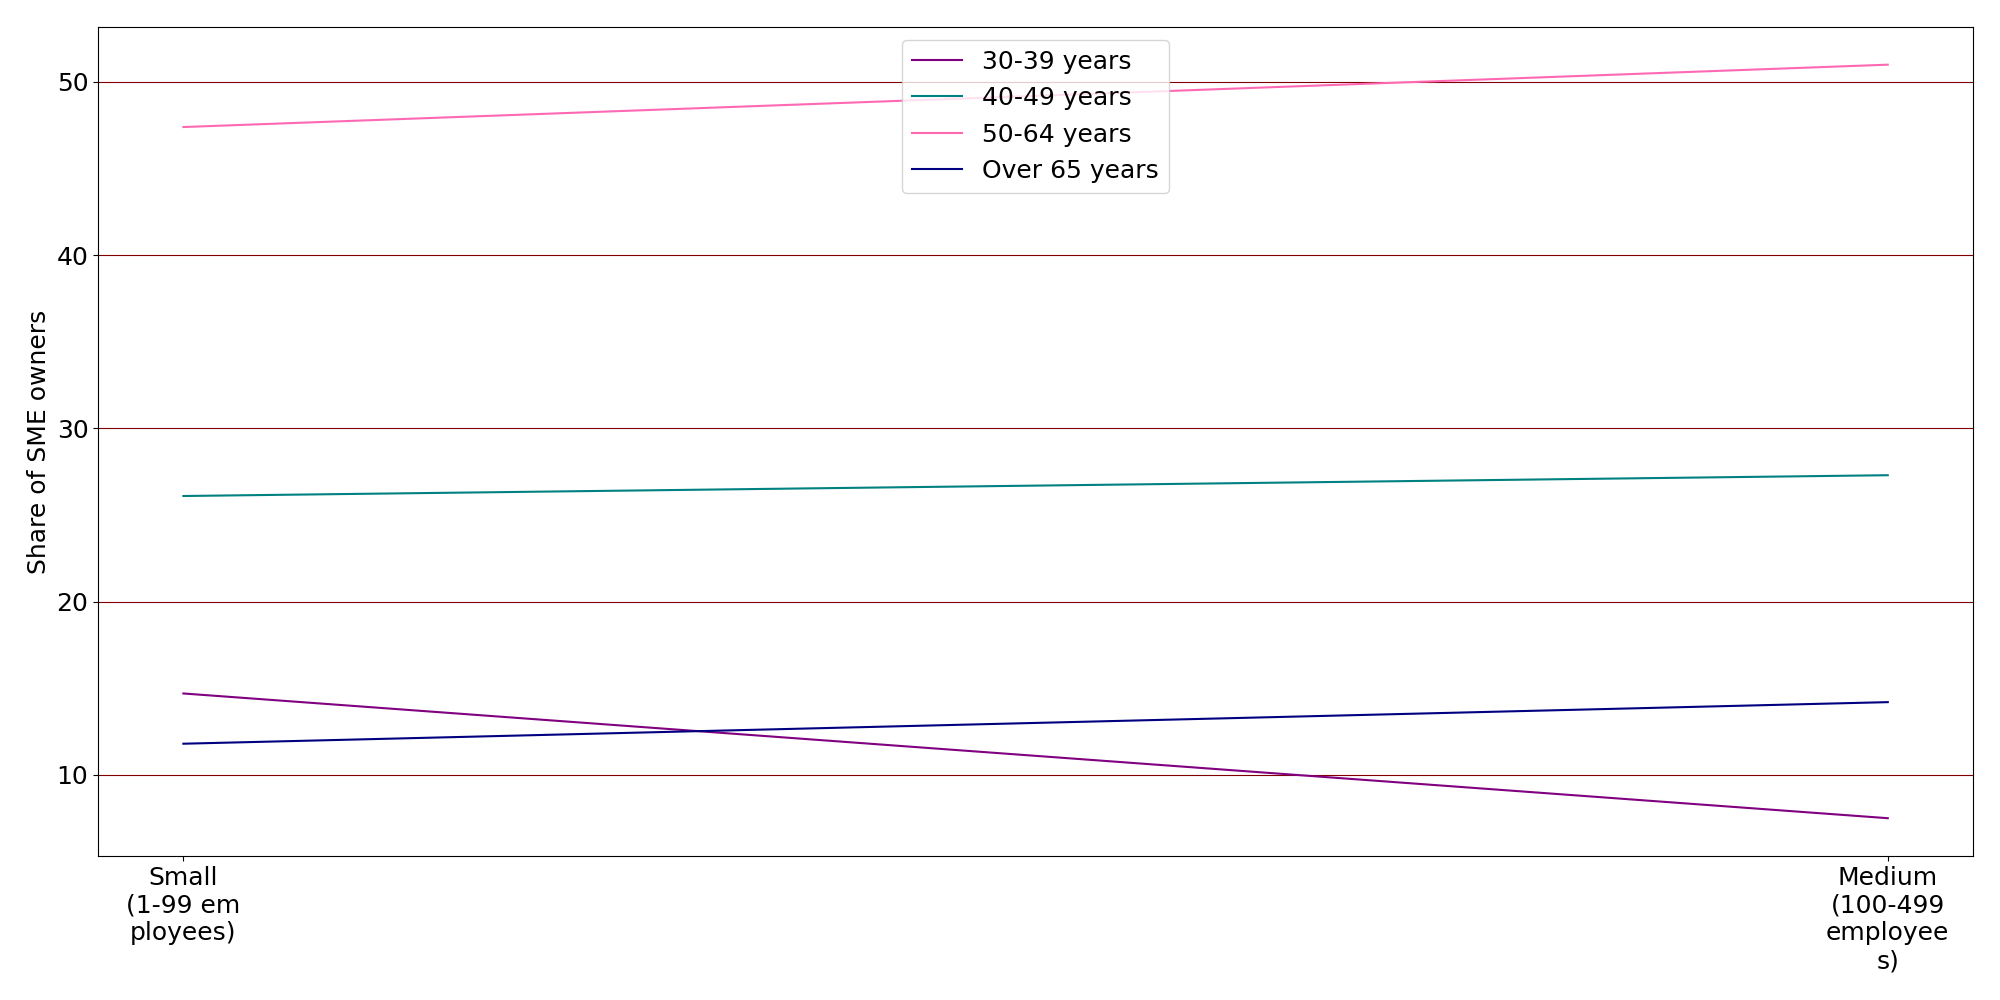 30-39 years
40-49 years
50-64 years
Over 65 years
Share of SME owners
50
40
30
20
10
Small
(1-99 em
ployees)
Medium
(100-499
employee
s)